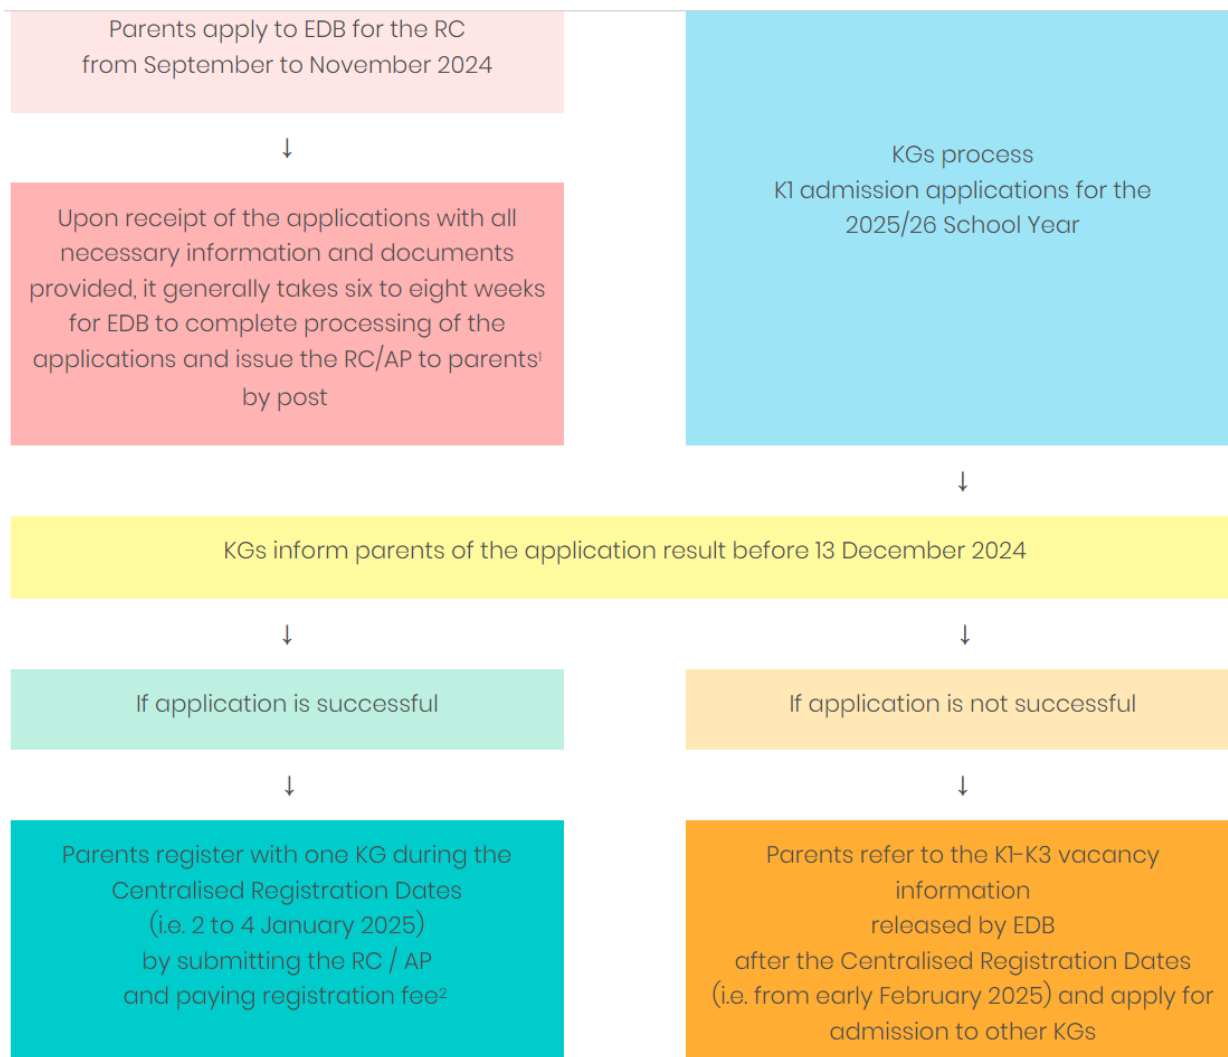 Parents apply to EDB for the RC
from September to November 2024
↓
Upon receipt of the applications with all
necessary information and documents
provided, it generally takes six to eight weeks
for EDB to complete processing of the
applications and issue the RC/AP to parents¹
by post
KGs process
K1 admission applications for the
2025/26 School Year
↓
KGs inform parents of the application result before 13 December 2024
↓
↓
If application is successful
If application is not successful
↓
↓
Parents register with one KG during the
Centralised Registration Dates
(i.e. 2 to 4 January 2025)
by submitting the RC / AP
and paying registration fee²
Parents refer to the K1-K3 vacancy
information
released by EDB
after the Centralised Registration Dates
(i.e. from early February 2025) and apply for
admission to other KGs